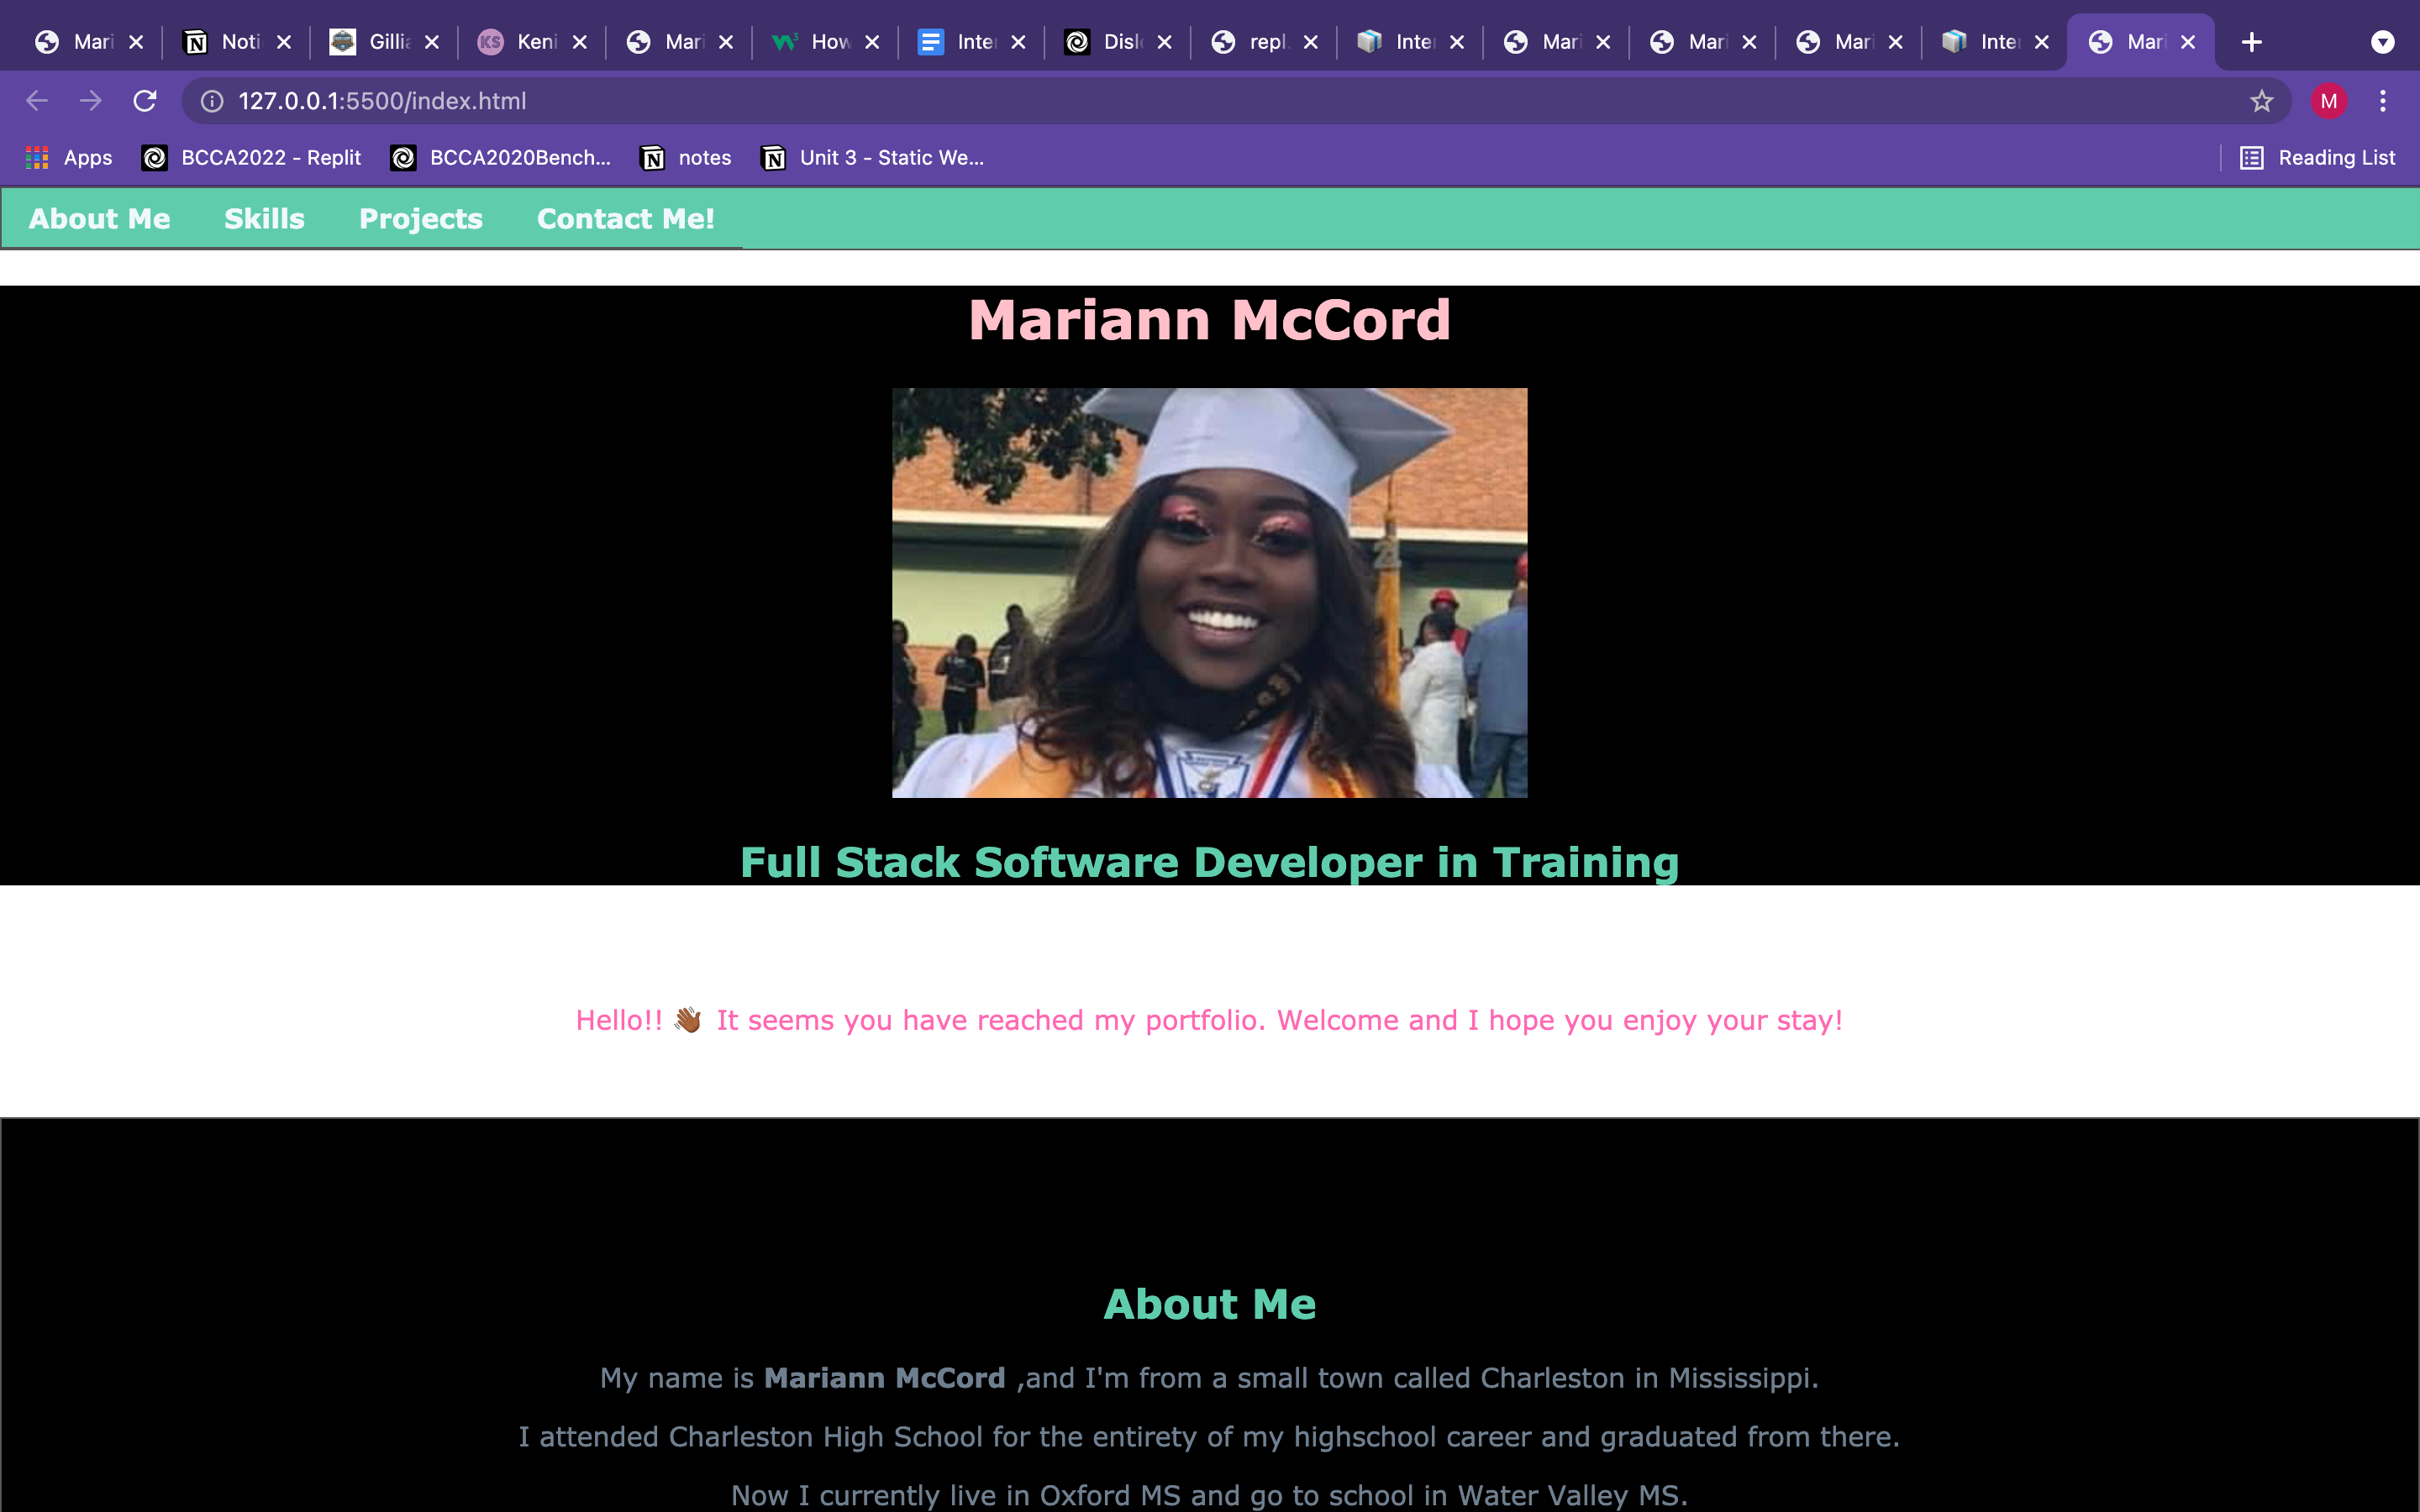 Mari Noti Gillia Keni Mari How Inter Dislo repl. Inte Mari Mari Mari Inte Mari
127.0.0.1:5500/index.html M
Apps BCCA2022 - Replit BCCA2020Bench... notes Unit 3 - Static We... Reading List
About Me Skills Projects Contact Me!
Mariann McCord
Full Stack Software Developer in Training
Hello!! 👋🏾 It seems you have reached my portfolio. Welcome and I hope you enjoy your stay!
About Me
My name is Mariann McCord ,and I'm from a small town called Charleston in Mississippi.
I attended Charleston High School for the entirety of my highschool career and graduated from there.
Now I currently live in Oxford MS and go to school in Water Valley MS.